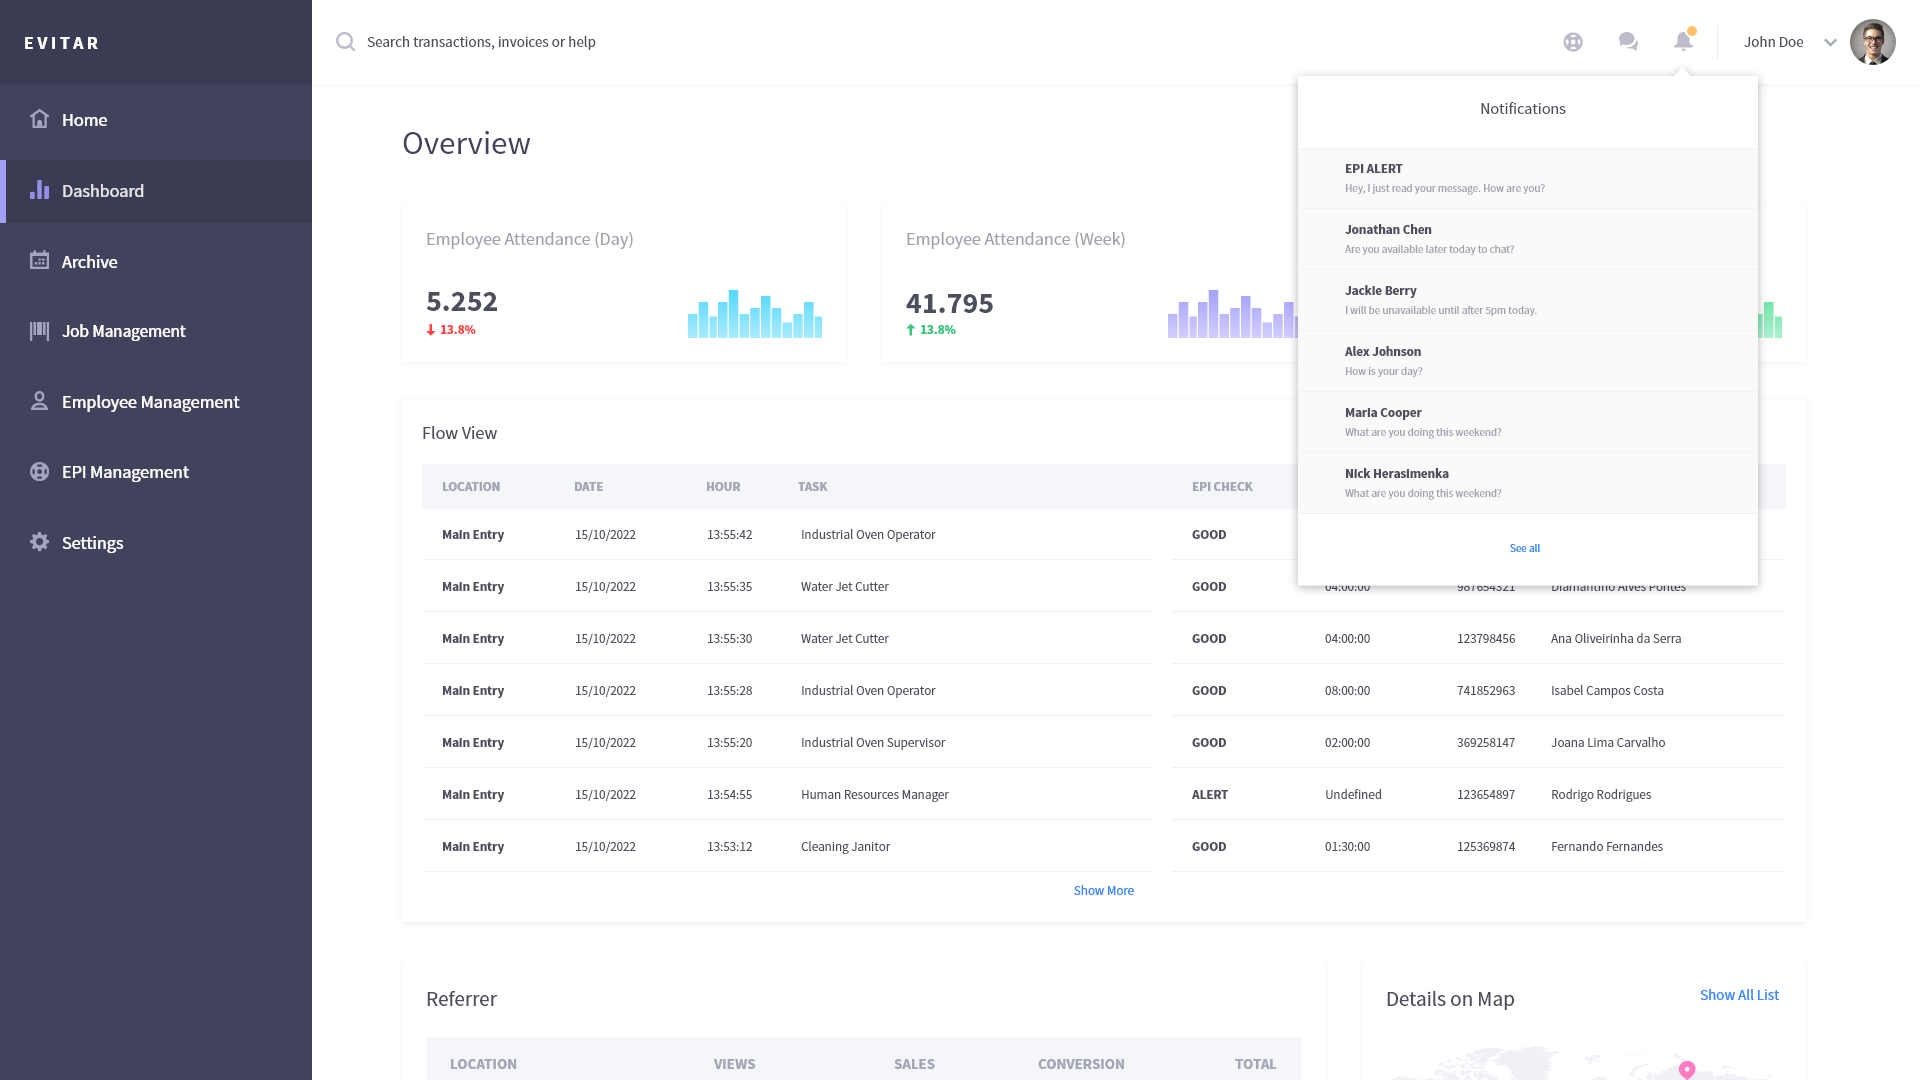 EVITAR
Search transactions, invoices or help
John Doe
Home
Dashboard
Archive
Job Management
Employee Management
EPI Management
Settings
Overview
Employee Attendance (Day)
5.252
13.8%
Employee Attendance (Week)
41.795
13.8%
Notifications
EPI ALERT
Hey, I just read your message. How are you?
Jonathan Chen
Are you available later today to chat?
Jackie Berry
I will be unavailable until after 5pm today.
Alex Johnson
How is your day?
Maria Cooper
What are you doing this weekend?
Nick Herasimenka
What are you doing this weekend?
See all
Flow View
LOCATION DATE HOUR TASK EPI CHECK
Main Entry 15/10/2022 13:55:42 Industrial Oven Operator GOOD
Main Entry 15/10/2022 13:55:35 Water Jet Cutter GOOD 04:00:00 987654321 Diamantino Alves Pontes
Main Entry 15/10/2022 13:55:30 Water Jet Cutter GOOD 04:00:00 123798456 Ana Oliveirinha da Serra
Main Entry 15/10/2022 13:55:28 Industrial Oven Operator GOOD 08:00:00 741852963 Isabel Campos Costa
Main Entry 15/10/2022 13:55:20 Industrial Oven Supervisor GOOD 02:00:00 369258147 Joana Lima Carvalho
Main Entry 15/10/2022 13:54:55 Human Resources Manager ALERT Undefined 123654897 Rodrigo Rodrigues
Main Entry 15/10/2022 13:53:12 Cleaning Janitor GOOD 01:30:00 125369874 Fernando Fernandes
Show More
Referrer
LOCATION VIEWS SALES CONVERSION TOTAL
Details on Map
Show All List